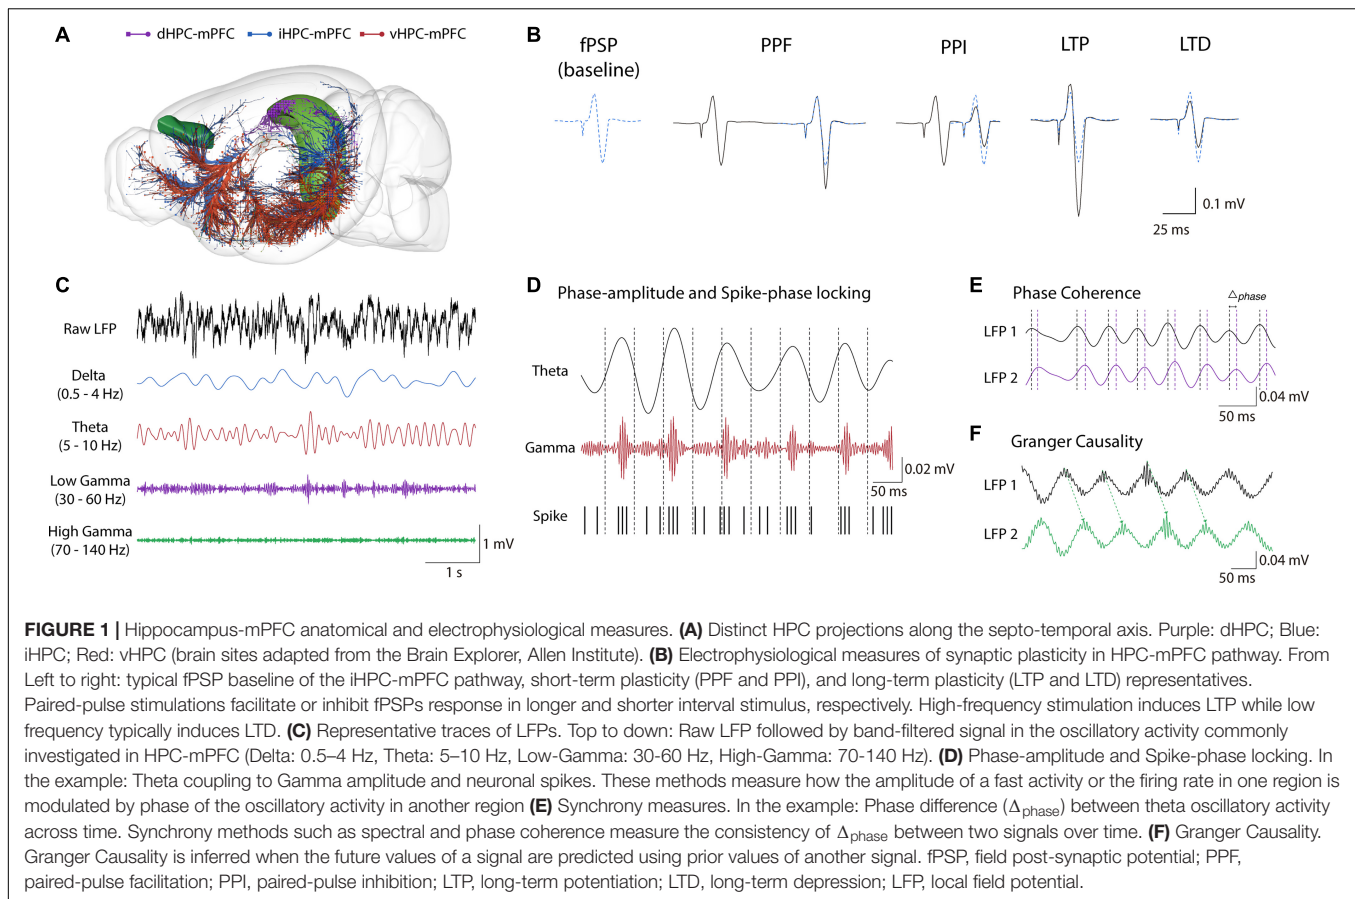 A
dHPC-mPFC iHPC-mPFC vHPC-mPFC
B
fPSP
(baseline)
PPF
PPI
LTP
LTD
0.1 mV
25 ms
C
Raw LFP
Delta
(0.5 - 4 Hz)
Theta
(5 - 10 Hz)
Low Gamma
(30 - 60 Hz)
High Gamma
(70 - 140 Hz)
1 mV
1 s
D
Phase-amplitude and Spike-phase locking
Theta
Gamma
0.02 mV
50 ms
Spike
E
Phase Coherence
Δphase
LFP 1
LFP 2
0.04 mV
50 ms
F
Granger Causality
LFP 1
LFP 2
0.04 mV
50 ms
FIGURE 1 | Hippocampus-mPFC anatomical and electrophysiological measures. (A) Distinct HPC projections along the septo-temporal axis. Purple: dHPC; Blue:
iHPC; Red: vHPC (brain sites adapted from the Brain Explorer, Allen Institute). (B) Electrophysiological measures of synaptic plasticity in HPC-mPFC pathway. From
Left to right: typical fPSP baseline of the iHPC-mPFC pathway, short-term plasticity (PPF and PPI), and long-term plasticity (LTP and LTD) representatives.
Paired-pulse stimulations facilitate or inhibit fPSPs response in longer and shorter interval stimulus, respectively. High-frequency stimulation induces LTP while low
frequency typically induces LTD. (C) Representative traces of LFPs. Top to down: Raw LFP followed by band-filtered signal in the oscillatory activity commonly
investigated in HPC-mPFC (Delta: 0.5–4 Hz, Theta: 5–10 Hz, Low-Gamma: 30-60 Hz, High-Gamma: 70-140 Hz). (D) Phase-amplitude and Spike-phase locking. In
the example: Theta coupling to Gamma amplitude and neuronal spikes. These methods measure how the amplitude of a fast activity or the firing rate in one region is
modulated by phase of the oscillatory activity in another region (E) Synchrony measures. In the example: Phase difference (Δphase) between theta oscillatory activity
across time. Synchrony methods such as spectral and phase coherence measure the consistency of Δphase between two signals over time. (F) Granger Causality.
Granger Causality is inferred when the future values of a signal are predicted using prior values of another signal. fPSP, field post-synaptic potential; PPF,
paired-pulse facilitation; PPI, paired-pulse inhibition; LTP, long-term potentiation; LTD, long-term depression; LFP, local field potential.